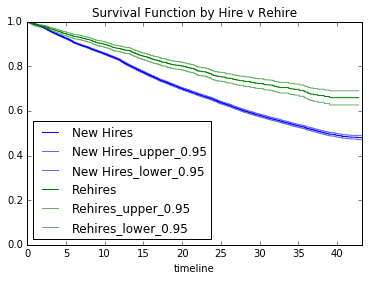 Survival Function by Hire v Rehire
1.0
0.8
0.6
0.4
0.2
0.0
New Hires
New Hires_upper_0.95
New Hires_lower_0.95
Rehires
Rehires_upper_0.95
Rehires_lower_0.95
0 5 10 15 20 25 30 35 40
timeline